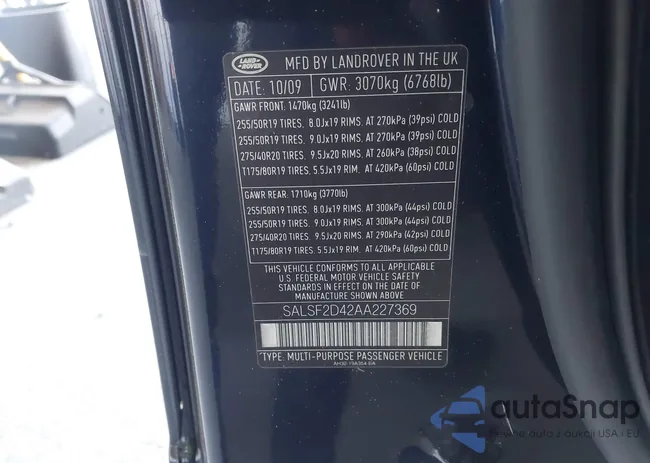 LAND ROVER
MFD BY LANDROVER IN THE UK
DATE: 10/09 GWR: 3070kg (6768lb)
GAWR FRONT: 1470kg (3241lb)
255/50R19 TIRES. 8.0Jx19 RIMS. AT 270kPa (39psi) COLD
255/50R19 TIRES. 9.0Jx19 RIMS. AT 270kPa (39psi) COLD
275/40R20 TIRES. 9.5Jx20 RIMS. AT 260kPa (38psi) COLD
T175/80R19 TIRES. 5.5Jx19 RIM. AT 420kPa (60psi) COLD
GAWR REAR: 1710kg (3770lb)
255/50R19 TIRES. 8.0Jx19 RIMS. AT 300kPa (44psi) COLD
255/50R19 TIRES. 9.0Jx19 RIMS. AT 300kPa (44psi) COLD
275/40R20 TIRES. 9.5Jx20 RIMS. AT 290kPa (42psi) COLD
T175/80R19 TIRES. 5.5Jx19 RIM. AT 420kPa (60psi) COLD
THIS VEHICLE CONFORMS TO ALL APPLICABLE
U.S. FEDERAL MOTOR VEHICLE SAFETY
STANDARDS IN EFFECT ON THE DATE OF
MANUFACTURE SHOWN ABOVE.
SALSF2D42AA227369
TYPE: MULTI-PURPOSE PASSENGER VEHICLE
autaSnap
aukcji USA i EU